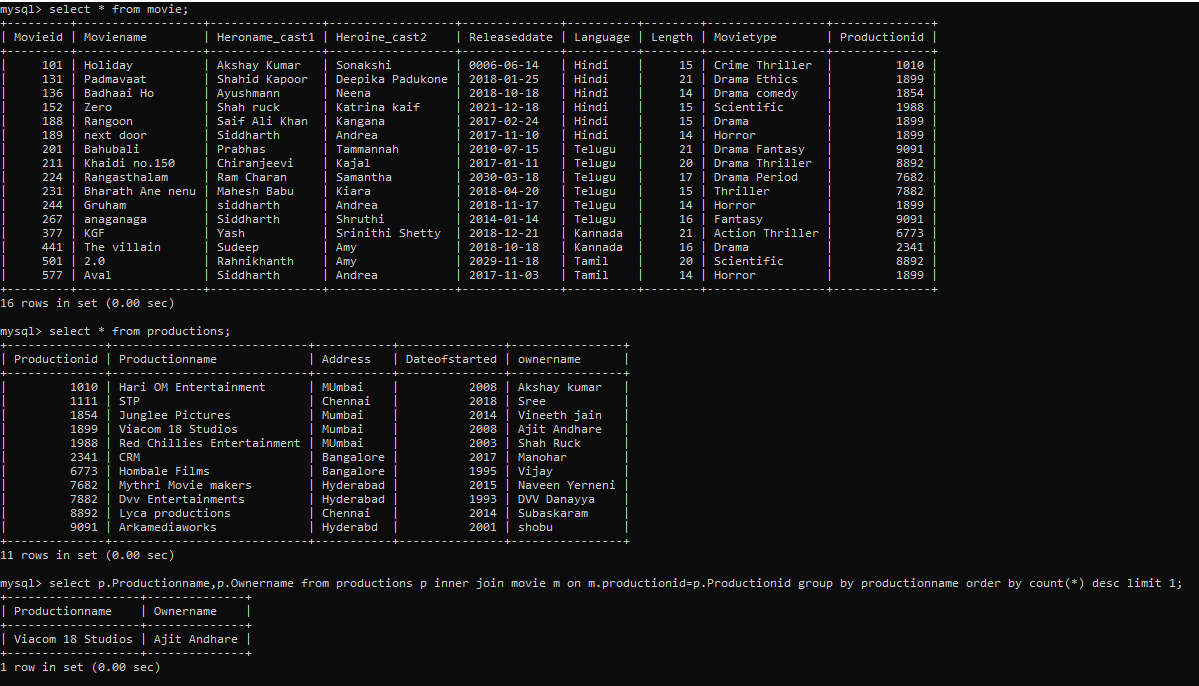 mysql> select * from movie;
+---------+------------------+----------------+------------------+--------------+----------+--------+-----------------+--------------+
| Movieid | Moviename        | Heroname_cast1 | Heroine_cast2    | Releaseddate | Language | Length | Movietype       | Productionid |
+---------+------------------+----------------+------------------+--------------+----------+--------+-----------------+--------------+
|     101 | Holiday          | Akshay Kumar   | Sonakshi         | 0006-06-14   | Hindi    |     15 | Crime Thriller  |         1010 |
|     131 | Padmavaat        | Shahid Kapoor  | Deepika Padukone | 2018-01-25   | Hindi    |     21 | Drama Ethics    |         1899 |
|     136 | Badhaai Ho       | Ayushmann      | Neena            | 2018-10-18   | Hindi    |     14 | Drama comedy    |         1854 |
|     152 | Zero             | Shah ruck      | Katrina kaif     | 2021-12-18   | Hindi    |     15 | Scientific      |         1988 |
|     188 | Rangoon          | Saif Ali Khan  | Kangana          | 2017-02-24   | Hindi    |     15 | Drama           |         1899 |
|     189 | next door        | Siddharth      | Andrea           | 2017-11-10   | Hindi    |     14 | Horror          |         1899 |
|     201 | Bahubali         | Prabhas        | Tammannah        | 2010-07-15   | Telugu   |     21 | Drama Fantasy   |         9091 |
|     211 | Khaidi no.150    | Chiranjeevi    | Kajal            | 2017-01-11   | Telugu   |     20 | Drama Thriller  |         8892 |
|     224 | Rangasthalam     | Ram Charan     | Samantha         | 2030-03-18   | Telugu   |     17 | Drama Period    |         7682 |
|     231 | Bharath Ane nenu | Mahesh Babu    | Kiara            | 2018-04-20   | Telugu   |     15 | Thriller        |         7882 |
|     244 | Gruham           | siddharth      | Andrea           | 2018-11-17   | Telugu   |     14 | Horror          |         1899 |
|     267 | anaganaga        | Siddharth      | Shruthi          | 2014-01-14   | Telugu   |     16 | Fantasy         |         9091 |
|     377 | KGF              | Yash           | Srinithi Shetty  | 2018-12-21   | Kannada  |     21 | Action Thriller |         6773 |
|     441 | The villain      | Sudeep         | Amy              | 2018-10-18   | Kannada  |     16 | Drama           |         2341 |
|     501 | 2.0              | Rahnikhanth    | Amy              | 2029-11-18   | Tamil    |     20 | Scientific      |         8892 |
|     577 | Aval             | Siddharth      | Andrea           | 2017-11-03   | Tamil    |     14 | Horror          |         1899 |
+---------+------------------+----------------+------------------+--------------+----------+--------+-----------------+--------------+
16 rows in set (0.00 sec)
mysql> select * from productions;
+--------------+----------------------------+-----------+-------------+----------------+
| Productionid | Productionname             | Address   | Dateofstarted | ownername      |
+--------------+----------------------------+-----------+-------------+----------------+
|         1010 | Hari OM Entertainment      | MUmbai    |          2008 | Akshay kumar   |
|         1111 | STP                        | Chennai   |          2018 | Sree           |
|         1854 | Junglee Pictures           | Mumbai    |          2014 | Vineeth jain   |
|         1899 | Viacom 18 Studios          | Mumbai    |          2008 | Ajit Andhare   |
|         1988 | Red Chillies Entertainment | MUmbai    |          2003 | Shah Ruck      |
|         2341 | CRM                        | Bangalore |          2017 | Manohar        |
|         6773 | Hombale Films              | Bangalore |          1995 | Vijay          |
|         7682 | Mythri Movie makers        | Hyderabad |          2015 | Naveen Yerneni |
|         7882 | Dvv Entertainments         | Hyderabad |          1993 | DVV Danayya    |
|         8892 | Lyca productions           | Chennai   |          2014 | Subaskaram     |
|         9091 | Arkamediaworks             | Hyderabd  |          2001 | shobu          |
+--------------+----------------------------+-----------+---------------+----------------+
11 rows in set (0.00 sec)
mysql> select p.Productionname,p.Ownername from productions p inner join movie m on m.productionid=p.Productionid group by productionname order by count(*) desc limit 1;
+-------------------+--------------+
| Productionname    | Ownername    |
+-------------------+--------------+
| Viacom 18 Studios | Ajit Andhare |
+-------------------+--------------+
1 row in set (0.00 sec)